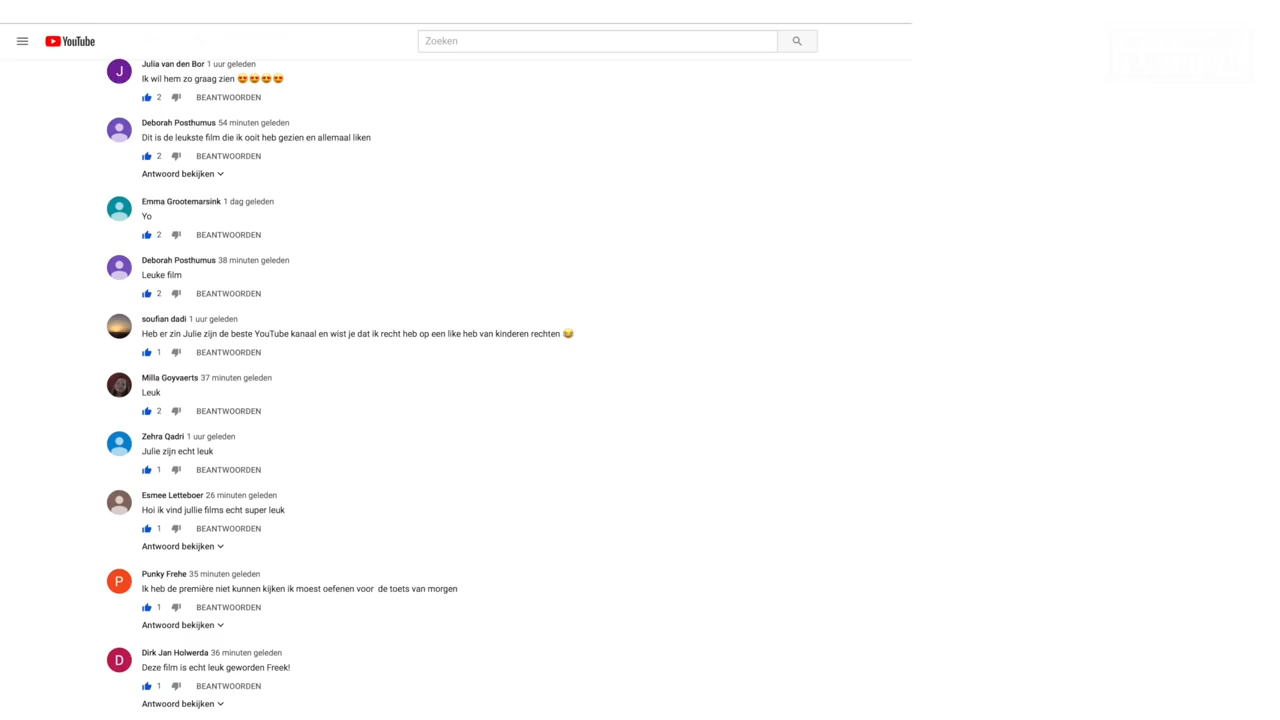 YouTube
Zoeken
Julia van den Bor 1 uur geleden
Ik wil hem zo graag zien 😍😍😍😍
2 BEANTWOORDEN
Deborah Posthumus 54 minuten geleden
Dit is de leukste film die ik ooit heb gezien en allemaal liken
2 BEANTWOORDEN
Antwoord bekijken
Emma Grootemarsink 1 dag geleden
Yo
2 BEANTWOORDEN
Deborah Posthumus 38 minuten geleden
Leuke film
2 BEANTWOORDEN
soufian dadi 1 uur geleden
Heb er zin Julie zijn de beste YouTube kanaal en wist je dat ik recht heb op een like heb van kinderen rechten 😂
1 BEANTWOORDEN
Milla Goyvaerts 37 minuten geleden
Leuk
2 BEANTWOORDEN
Zehra Qadri 1 uur geleden
Julie zijn echt leuk
1 BEANTWOORDEN
Esmee Letteboer 26 minuten geleden
Hoi ik vind jullie films echt super leuk
1 BEANTWOORDEN
Antwoord bekijken
Punky Frehe 35 minuten geleden
Ik heb de première niet kunnen kijken ik moest oefenen voor de toets van morgen
1 BEANTWOORDEN
Antwoord bekijken
Dirk Jan Holwerda 36 minuten geleden
Deze film is echt leuk geworden Freek!
1 BEANTWOORDEN
Antwoord bekijken